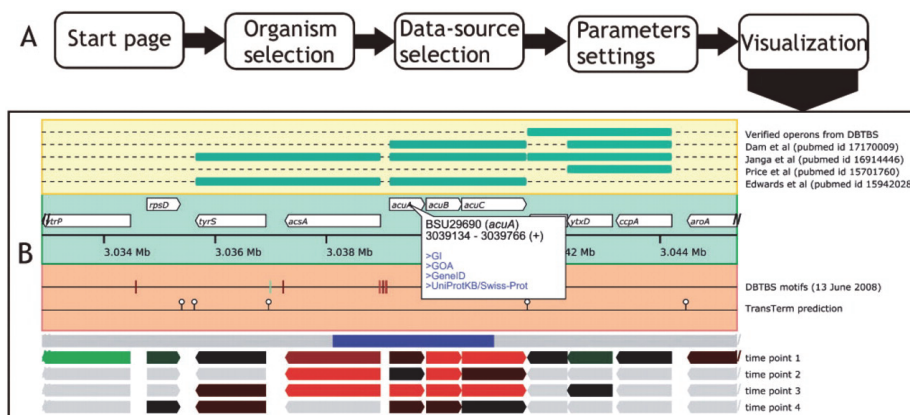 A
Start page
Organism
selection
Data-source
selection
Parameters
settings
Visualization
B
Verified operons from DBTBS
Dam et al (pubmed id 17170009)
Janga et al (pubmed id 16914446)
Price et al (pubmed id 15701760)
Edwards et al (pubmed id 15942028)
rpsD acuA acuB acuC
ytrP tyrS acsA ytxD ccpA aroA
BSU29690 (acuA)
3039134 - 3039766 (+)
3.034 Mb 3.036 Mb 3.038 Mb 42 Mb 3.044 Mb
>GI
>GOA
>GeneID
>UniProtKB/Swiss-Prot
DBTBS motifs (13 June 2008)
TransTerm prediction
time point 1
time point 2
time point 3
time point 4